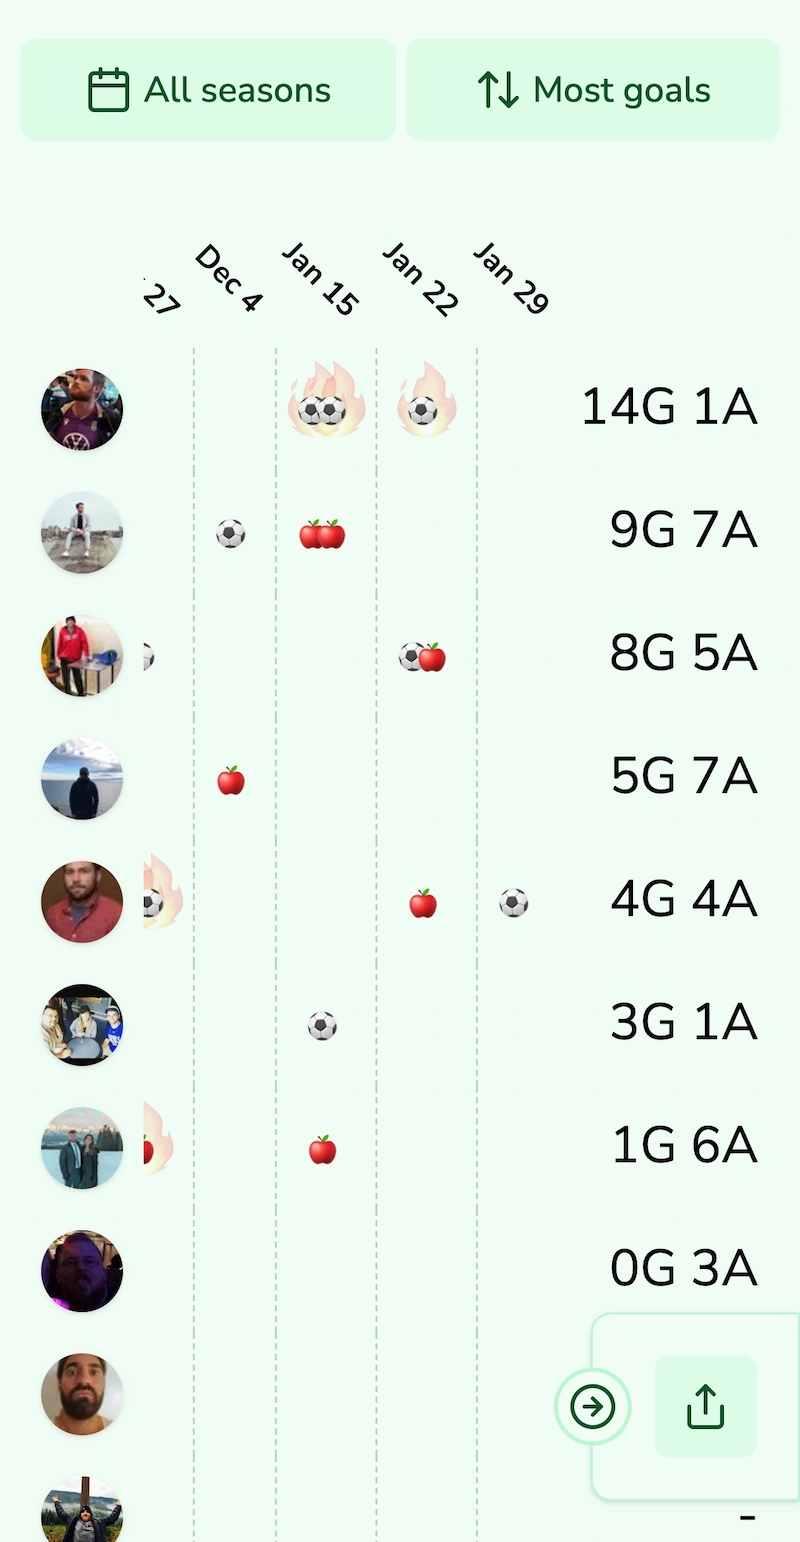 All seasons
Most goals
27
Dec 4
Jan 15
Jan 22
Jan 29
14G 1A
9G 7A
8G 5A
5G 7A
4G 4A
3G 1A
1G 6A
0G 3A
-